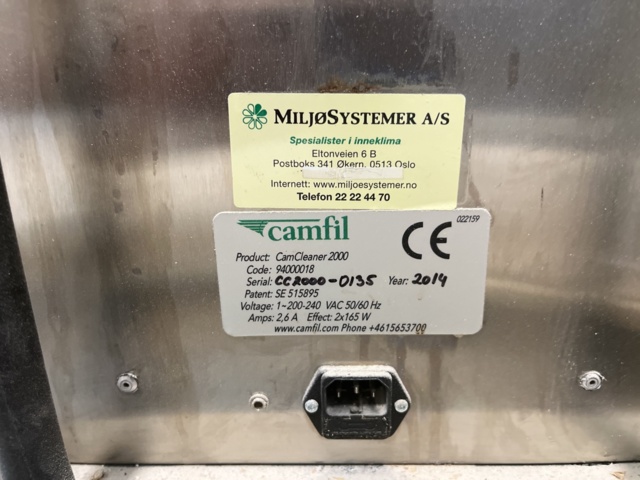 MILJØSYSTEMER A/S
Spesialister i inneklima
Eltonveien 6 B
Postboks 341 Økern, 0513 Oslo
Internett: www.miljoesystemer.no
Telefon 22 22 44 70
camfil
CE
022159
Product: CamCleaner 2000
Code: 94000018
Serial: CC2000-0135 Year: 2014
Patent: SE 515895
Voltage: 1~200-240 VAC 50/60 Hz
Amps: 2,6 A Effect: 2x165 W
www.camfil.com Phone +4615653700